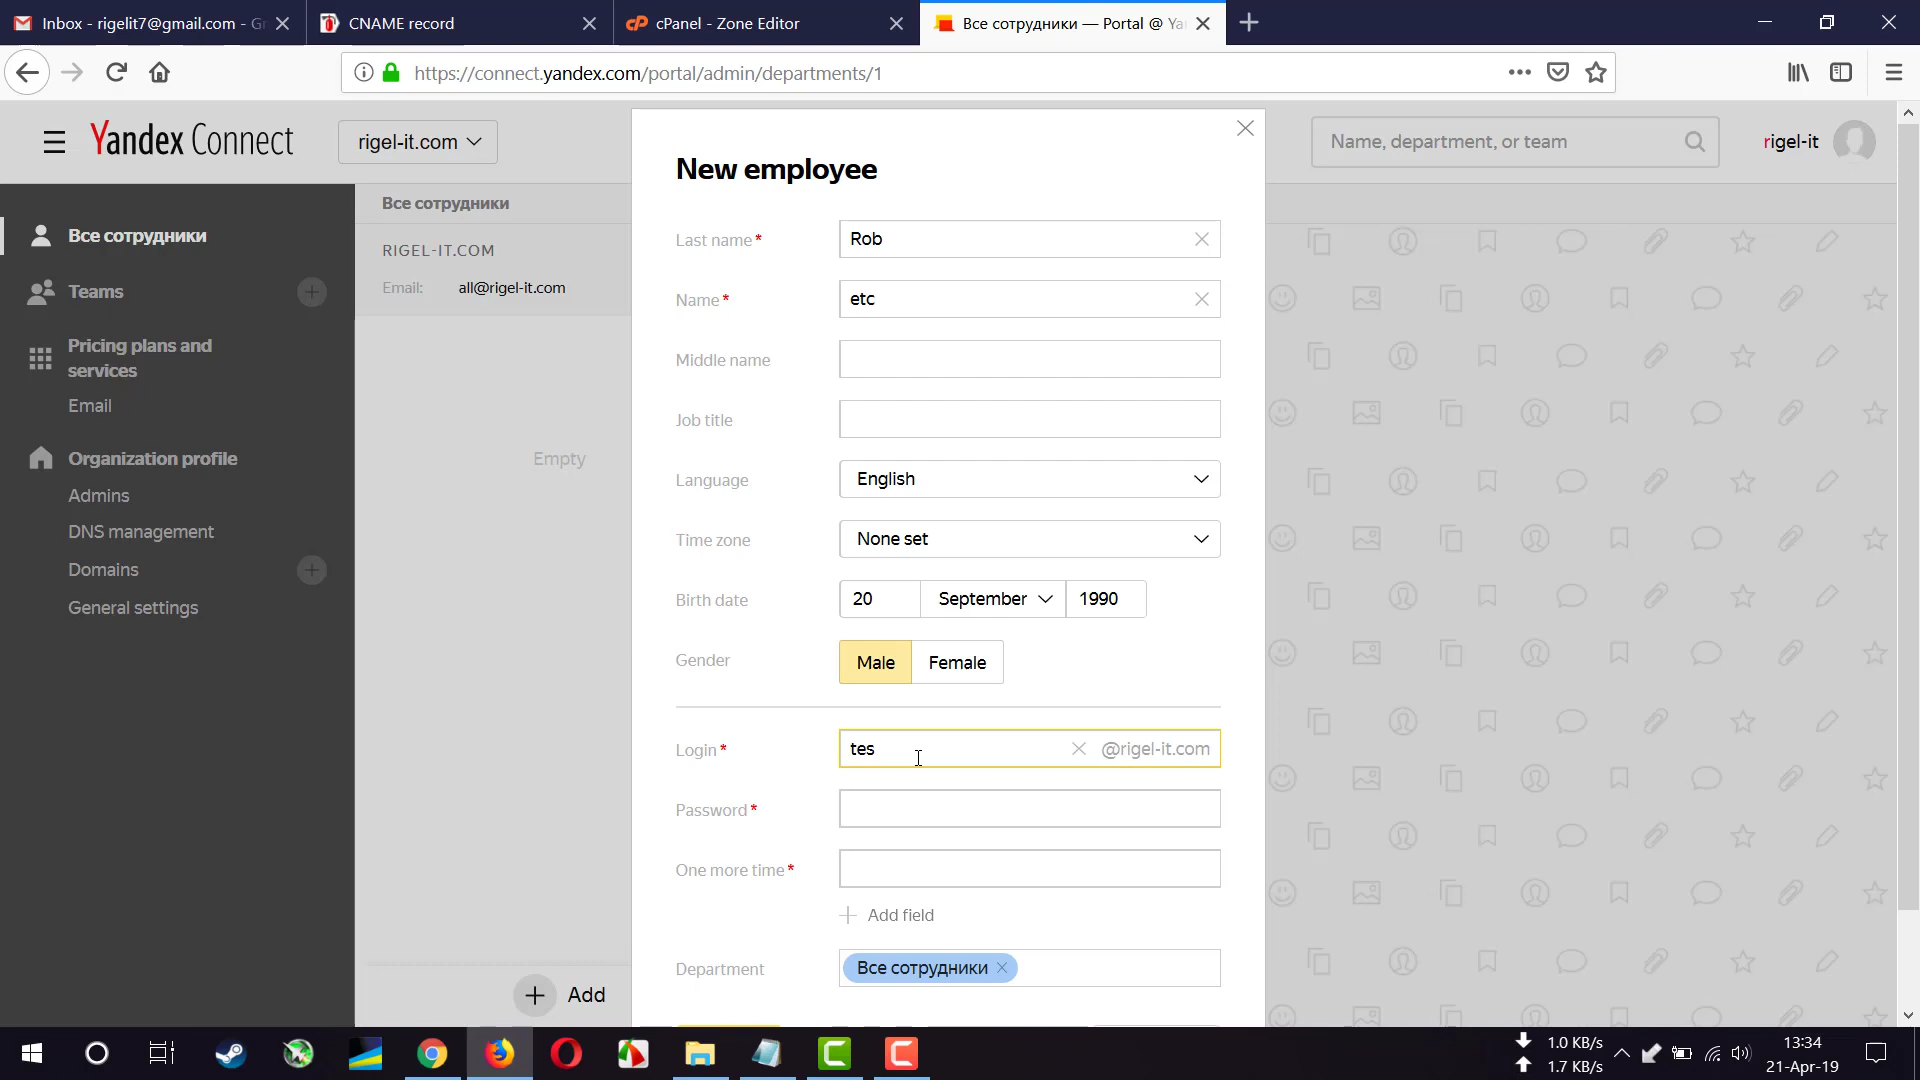 Inbox - rigelit7@gmail.com - G
CNAME record
cPanel - Zone Editor
Все сотрудники — Portal @ Ya
https://connect.yandex.com/portal/admin/departments/1
Yandex Connect
rigel-it.com
Name, department, or team
rigel-it
Все сотрудники
Teams
Pricing plans and
services
Email
Organization profile
Admins
DNS management
Domains
General settings
Все сотрудники
RIGEL-IT.COM
Email: all@rigel-it.com
Empty
Add
New employee
Last name* Rob
Name* etc
Middle name
Job title
Language English
Time zone None set
Birth date 20 September 1990
Gender Male Female
Login* tes @rigel-it.com
Password*
One more time*
Add field
Department Все сотрудники
1.0 KB/s
1.7 KB/s
13:34
21-Apr-19